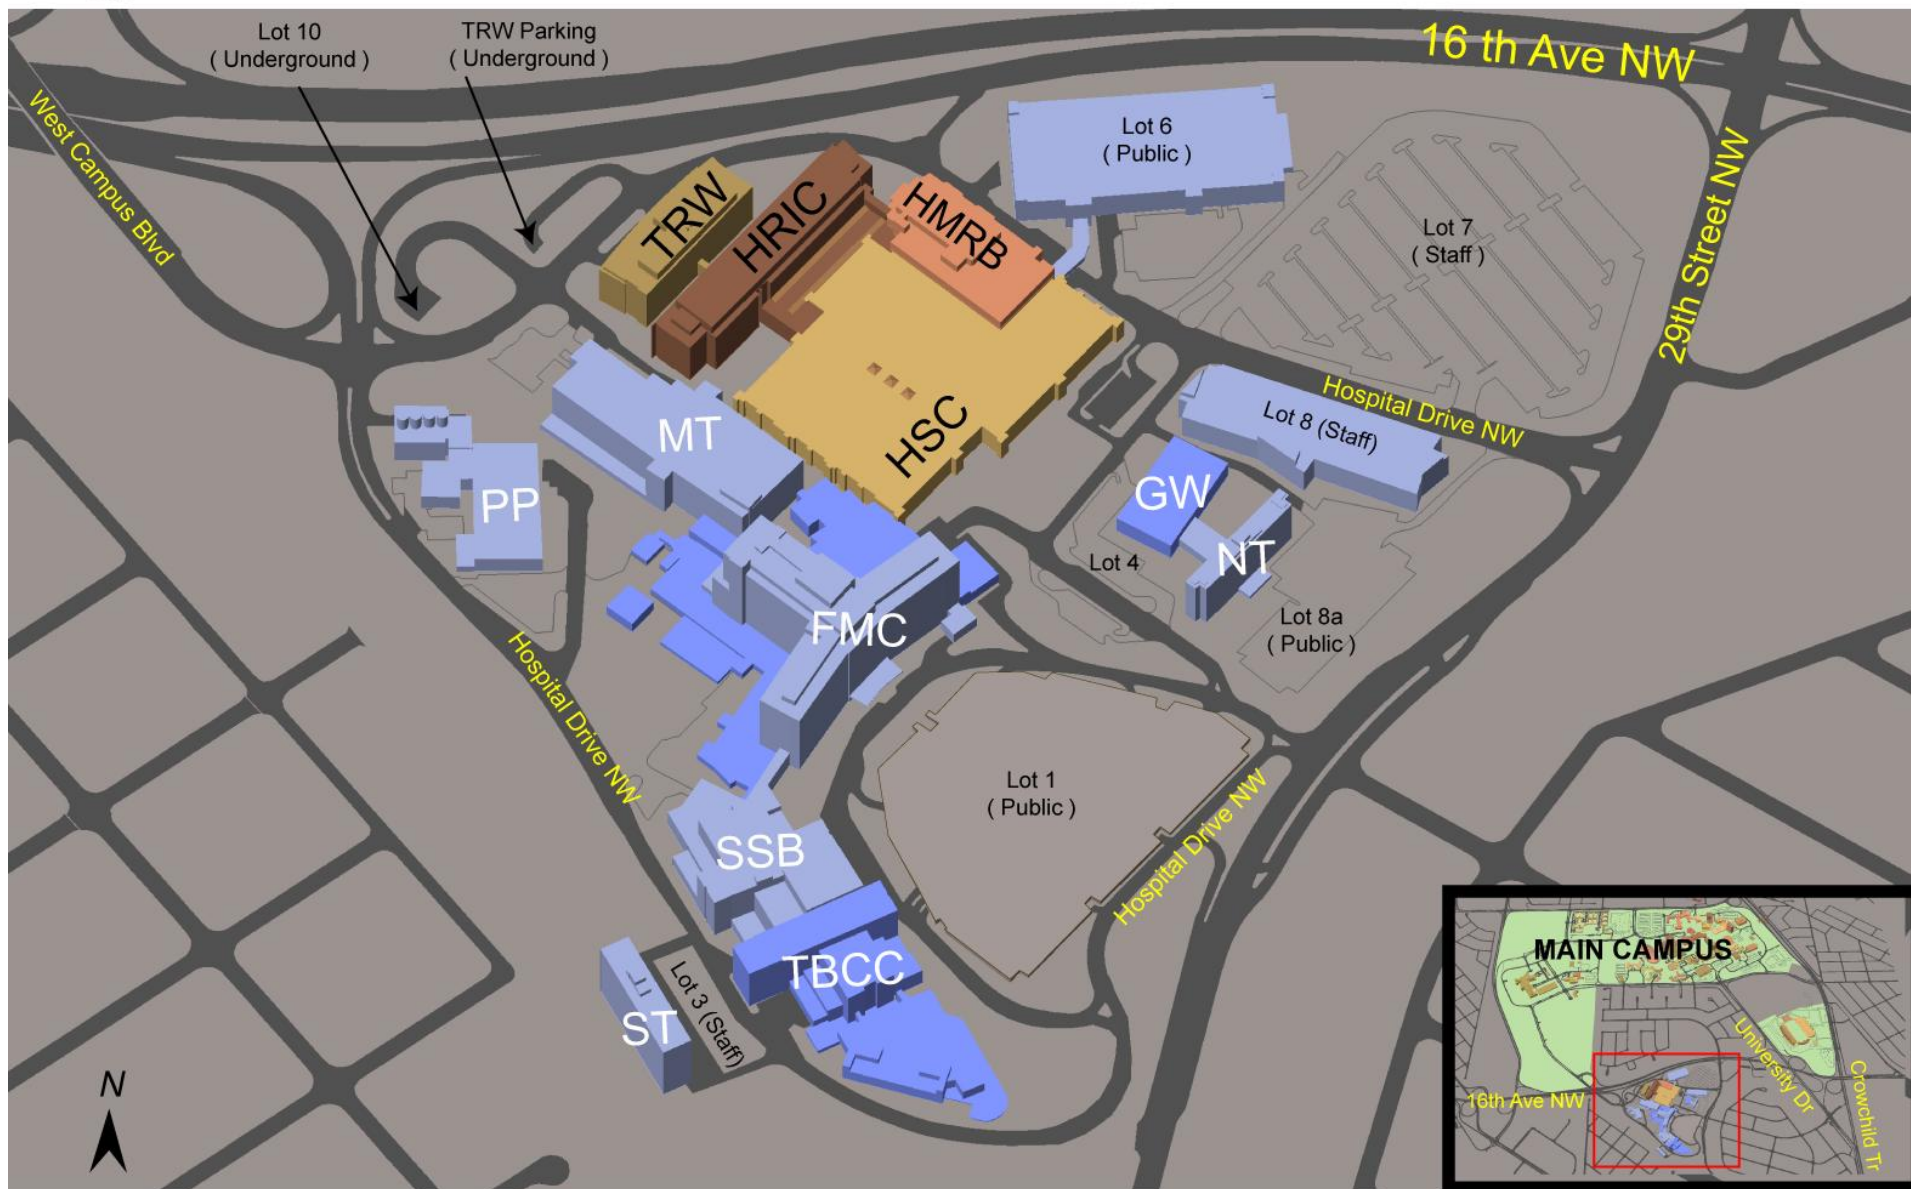 Lot 10
( Underground )
TRW Parking
( Underground )
16 th Ave NW
West Campus Blvd
Lot 6
( Public )
29th Street NW
TRW
HRIC
HMRB
Lot 7
( Staff )
Hospital Drive NW
Lot 8 (Staff)
HSC
MT
PP
GW
NT
Lot 4
Lot 8a
( Public )
FMC
Hospital Drive NW
Lot 1
( Public )
Hospital Drive NW
SSB
TBCC
Lot 3 (Staff)
ST
N
MAIN CAMPUS
University Dr
Crowchild Tr
16th Ave NW